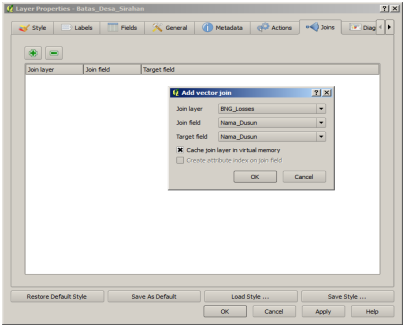 Layer Properties - Batas_Desa_Sirahan
Style
Labels
Fields
General
Metadata
Actions
Joins
Diag
Join layer
Join field
Target field
Add vector join
Join layer
BNG_Losses
Join field
Nama_Dusun
Target field
Nama_Dusun
Cache join layer in virtual memory
Create attribute index on join field
OK
Cancel
Restore Default Style
Save As Default
Load Style ...
Save Style ...
OK
Cancel
Apply
Help